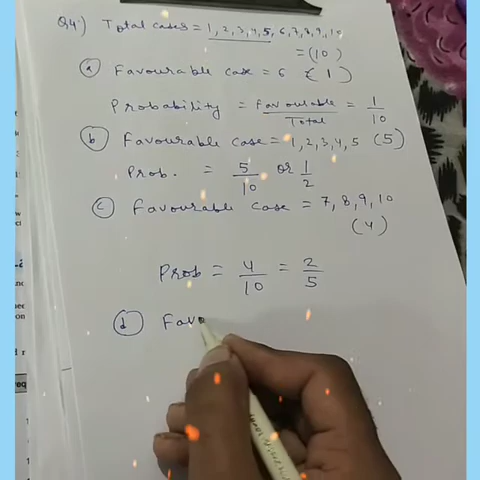 Q4) Total cases = 1, 2, 3, 4, 5, 6, 7, 8, 9, 10
= (10)
(a) Favourable case = 6 (1)
Probability = Favourable/Total = 1/10
(b) Favourable case = 1, 2, 3, 4, 5 (5)
Prob. = 5/10 or 1/2
(c) Favourable case = 7, 8, 9, 10
(4)
Prob = 4/10 = 2/5
(d) Favo